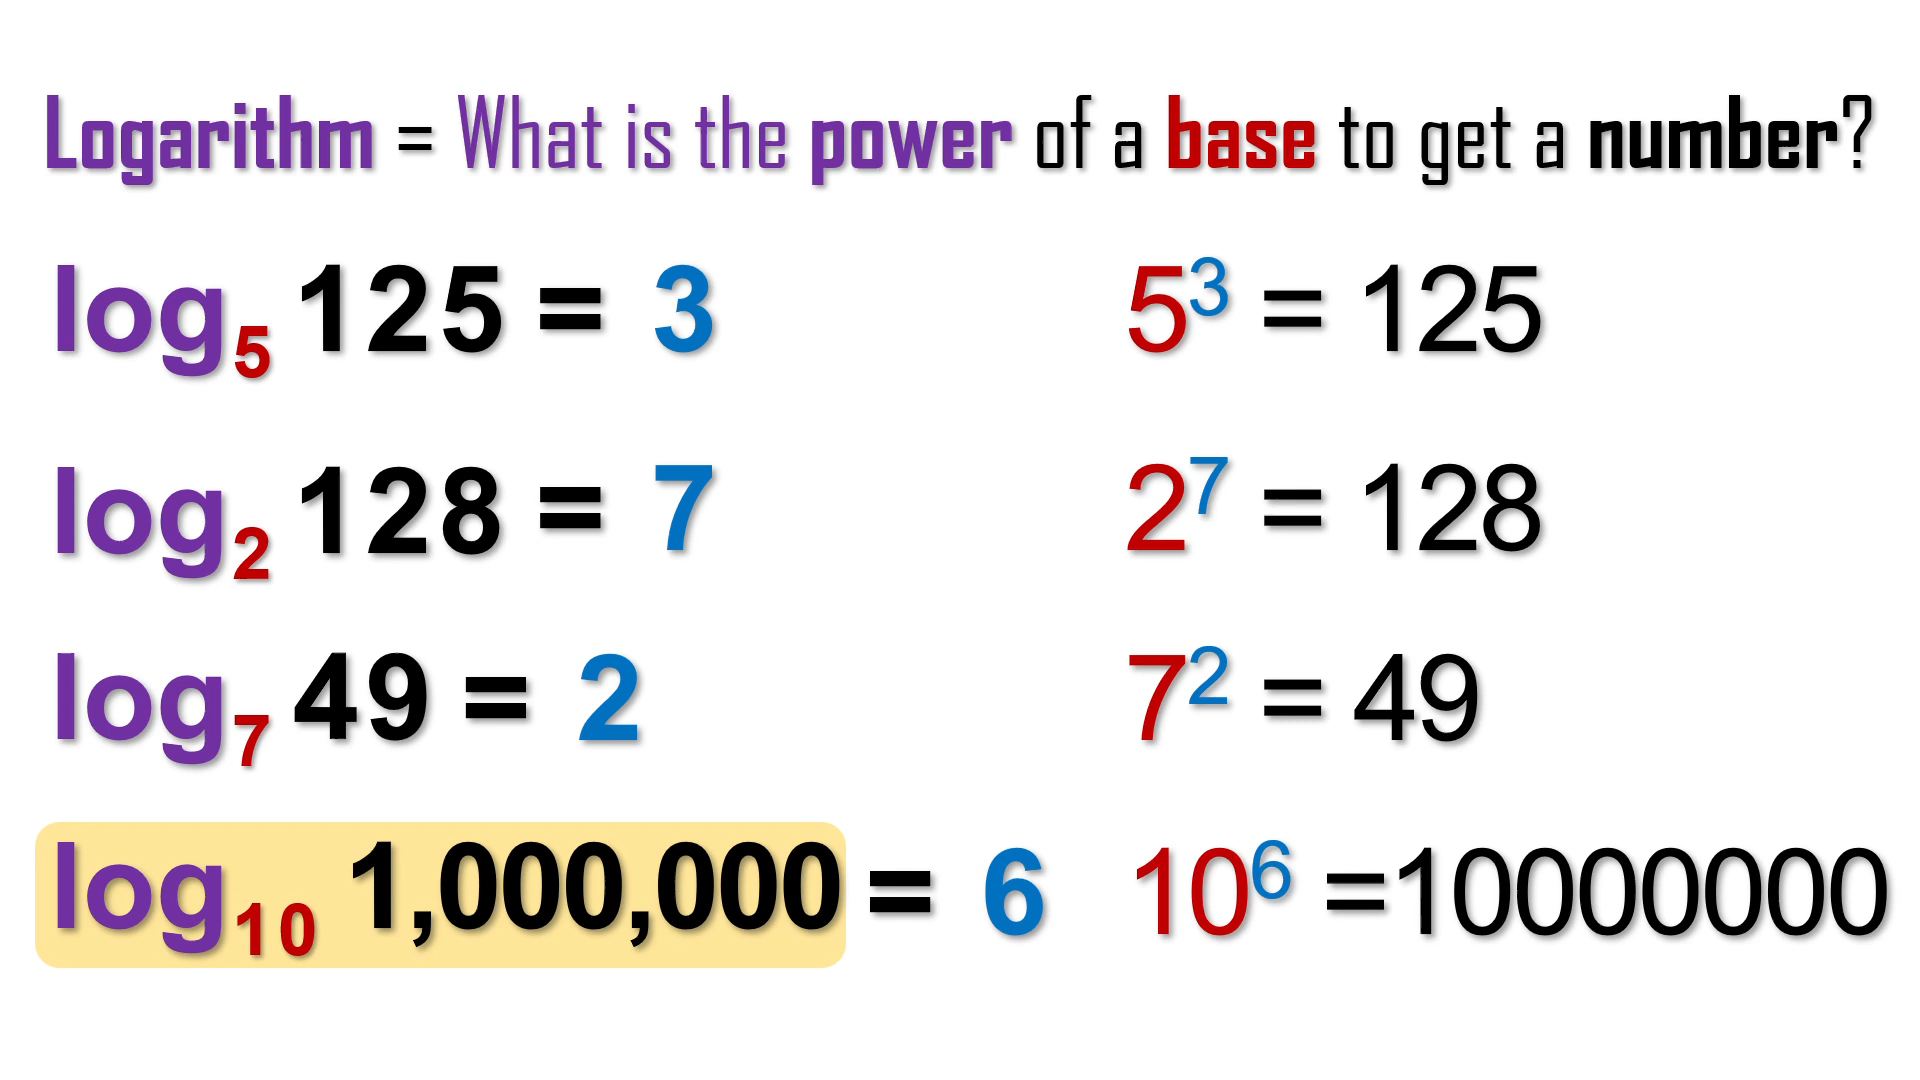 Logarithm = What is the power of a base to get a number?
log₅ 125 = 3 5³ = 125
log₂ 128 = 7 2⁷ = 128
log₇ 49 = 2 7² = 49
log₁₀ 1,000,000 = 6 10⁶ =10000000